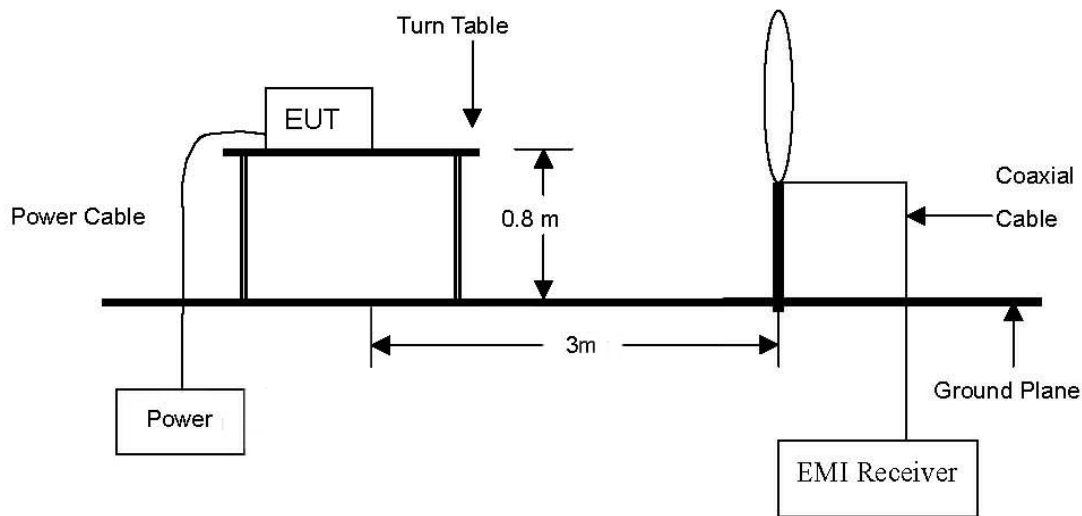 Turn Table
EUT
Coaxial
Cable
Power Cable
0.8 m
3m
Ground Plane
Power
EMI Receiver